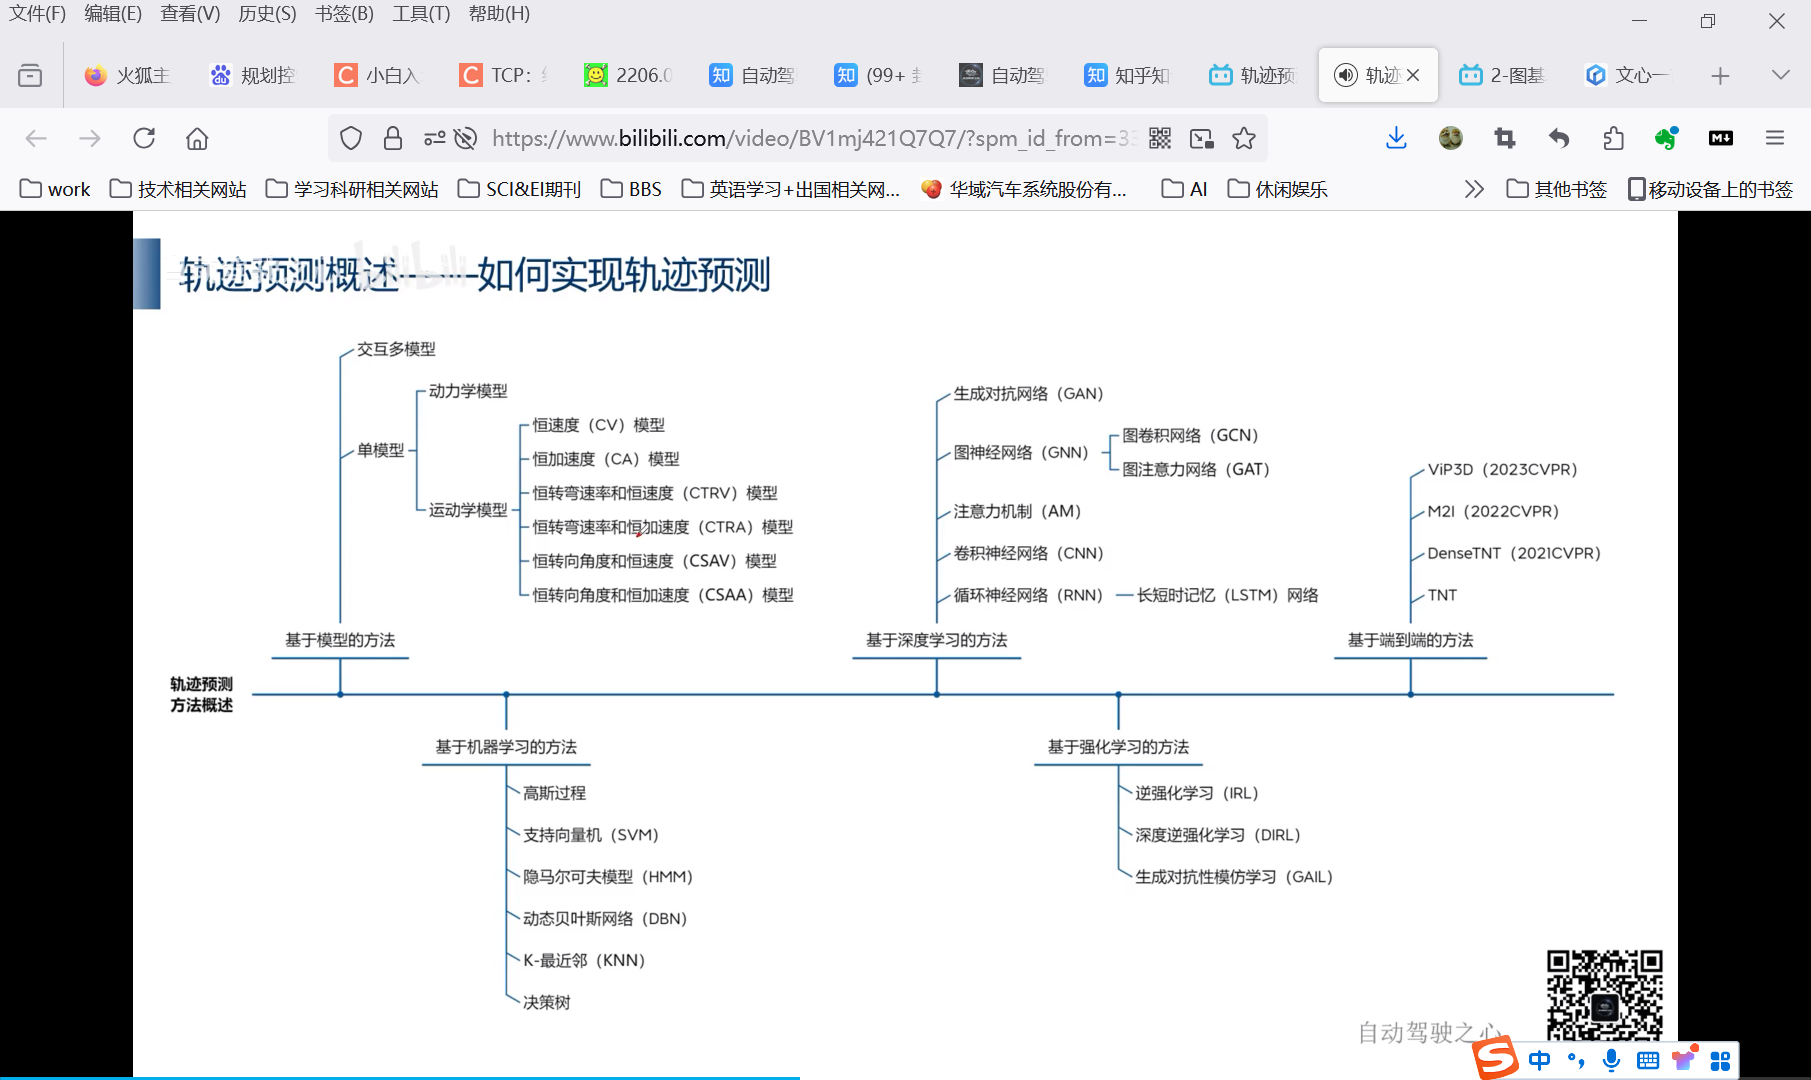 文件(F) 编辑(E) 查看(V) 历史(S) 书签(B) 工具(T) 帮助(H)
火狐主 规划控 小白入 TCP： 2206.0 自动驾 (99+ 自动驾 知乎知 轨迹预 轨迹 2-图基 文心一
https://www.bilibili.com/video/BV1mj421Q7Q7/?spm_id_from=33
work 技术相关网站 学习科研相关网站 SCI&EI期刊 BBS 英语学习+出国相关网... 华域汽车系统股份有... AI 休闲娱乐 其他书签 移动设备上的书签
轨迹预测概述——如何实现轨迹预测
交互多模型
单模型
动力学模型
运动学模型
恒速度（CV）模型
恒加速度（CA）模型
恒转弯速率和恒速度（CTRV）模型
恒转弯速率和恒加速度（CTRA）模型
恒转向角度和恒速度（CSAV）模型
恒转向角度和恒加速度（CSAA）模型
基于模型的方法
生成对抗网络（GAN）
图神经网络（GNN）
图卷积网络（GCN）
图注意力网络（GAT）
注意力机制（AM）
卷积神经网络（CNN）
循环神经网络（RNN） 长短时记忆（LSTM）网络
基于深度学习的方法
ViP3D（2023CVPR）
M2I（2022CVPR）
DenseTNT（2021CVPR）
TNT
基于端到端的方法
轨迹预测
方法概述
基于机器学习的方法
高斯过程
支持向量机（SVM）
隐马尔可夫模型（HMM）
动态贝叶斯网络（DBN）
K-最近邻（KNN）
决策树
基于强化学习的方法
逆强化学习（IRL）
深度逆强化学习（DIRL）
生成对抗性模仿学习（GAIL）
自动驾驶之心
中